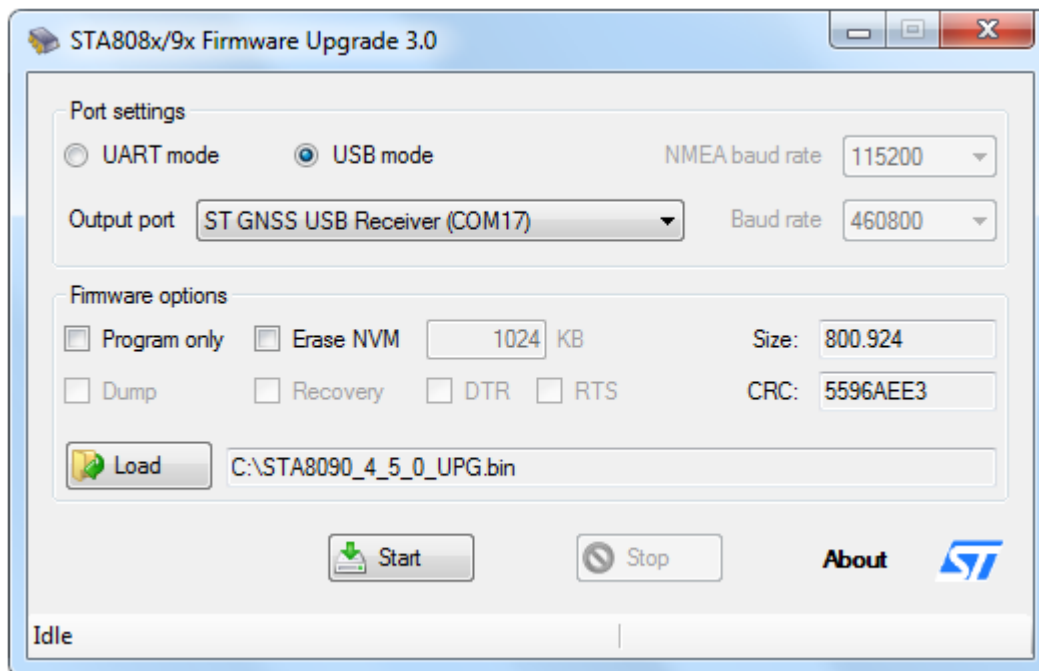 STA808x/9x Firmware Upgrade 3.0
Port settings
UART mode USB mode NMEA baud rate 115200
Output port ST GNSS USB Receiver (COM17) Baud rate 460800
Firmware options
Program only Erase NVM 1024 KB Size: 800.924
Dump Recovery DTR RTS CRC: 5596AEE3
Load C:\STA8090_4_5_0_UPG.bin
Start Stop About ST
Idle